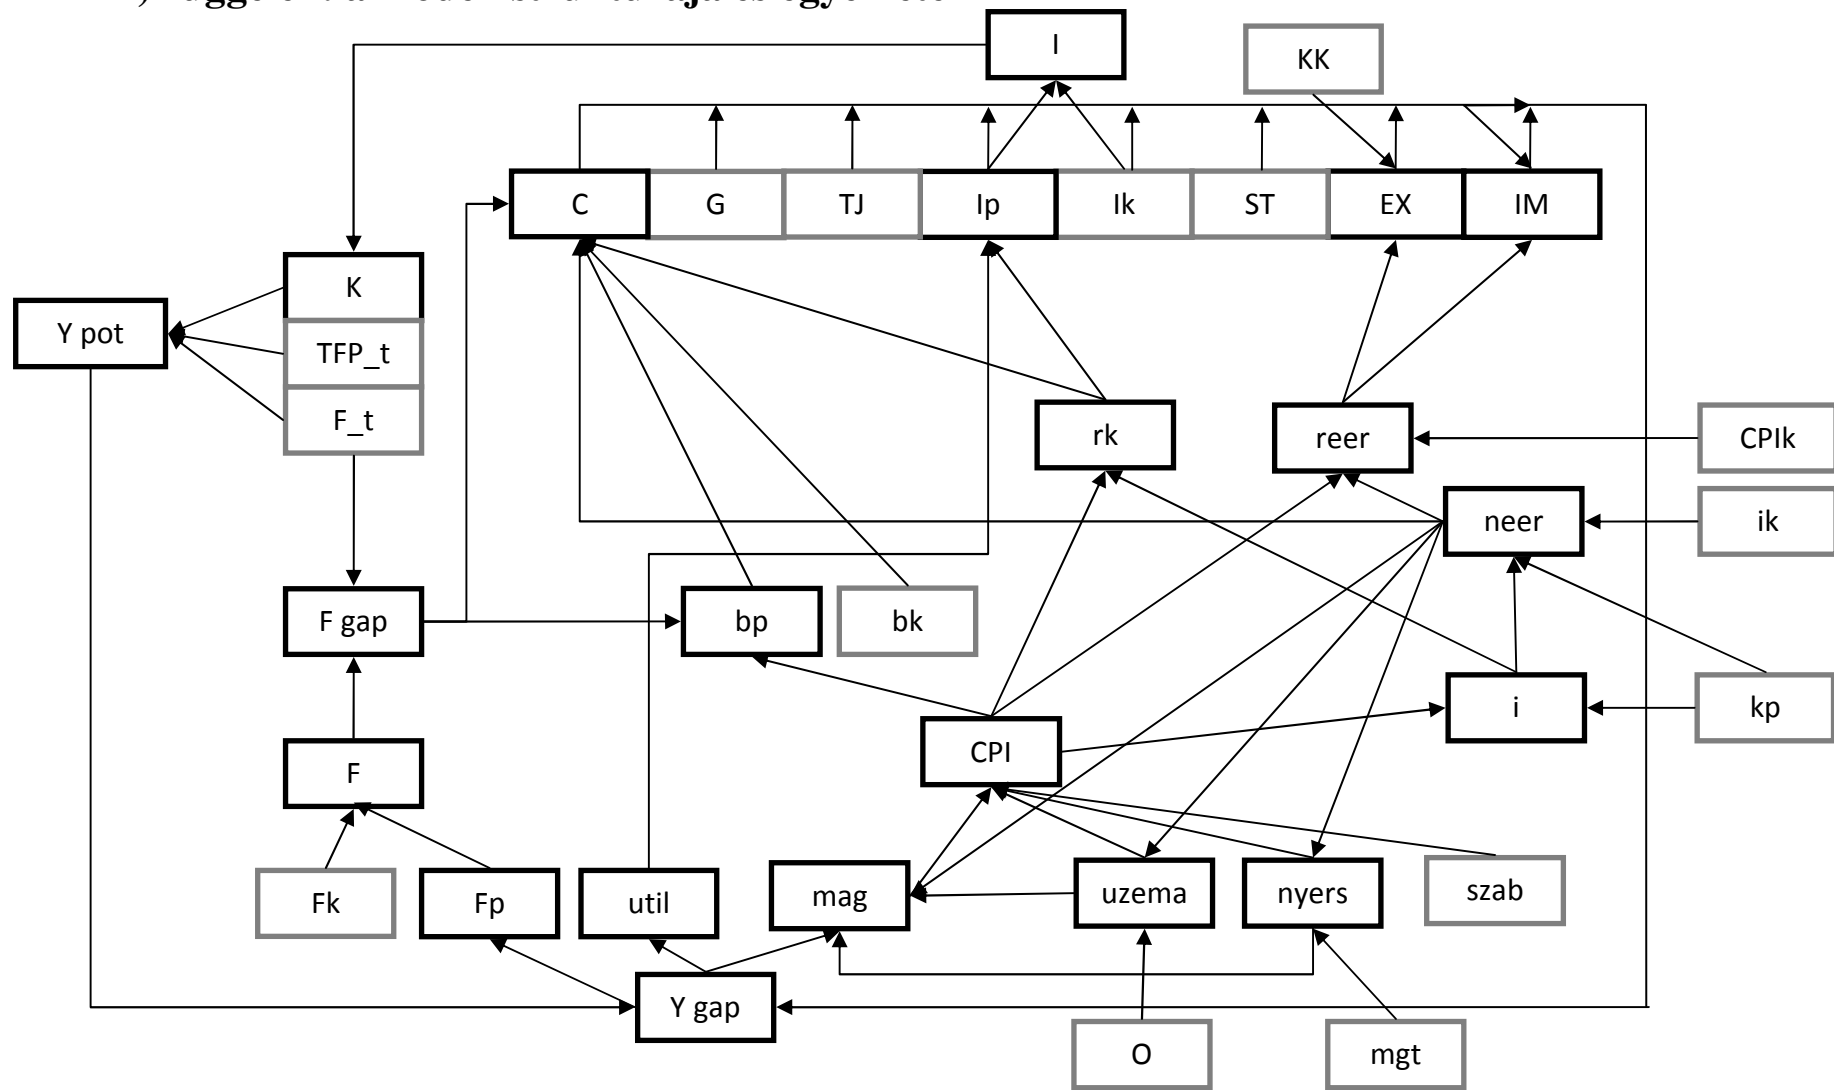 I
KK
C G TJ Ip Ik ST EX IM
K
Y pot
TFP_t
F_t
rk
reer
CPIk
neer
ik
F gap
bp
bk
i
kp
CPI
F
Fk
Fp
util
mag
uzema
nyers
szab
Y gap
O
mgt